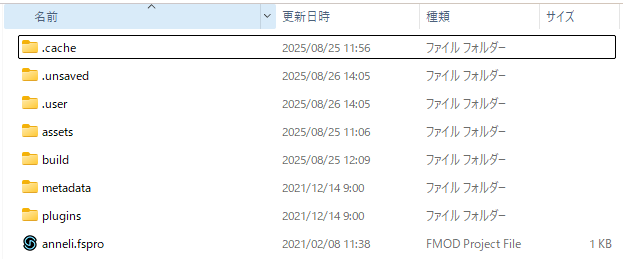 名前 更新日時 種類 サイズ
.cache 2025/08/25 11:56 ファイル フォルダー
.unsaved 2025/08/26 14:05 ファイル フォルダー
.user 2025/08/26 14:05 ファイル フォルダー
assets 2025/08/25 11:06 ファイル フォルダー
build 2025/08/25 12:09 ファイル フォルダー
metadata 2021/12/14 9:00 ファイル フォルダー
plugins 2021/12/14 9:00 ファイル フォルダー
anneli.fspro 2021/02/08 11:38 FMOD Project File 1 KB